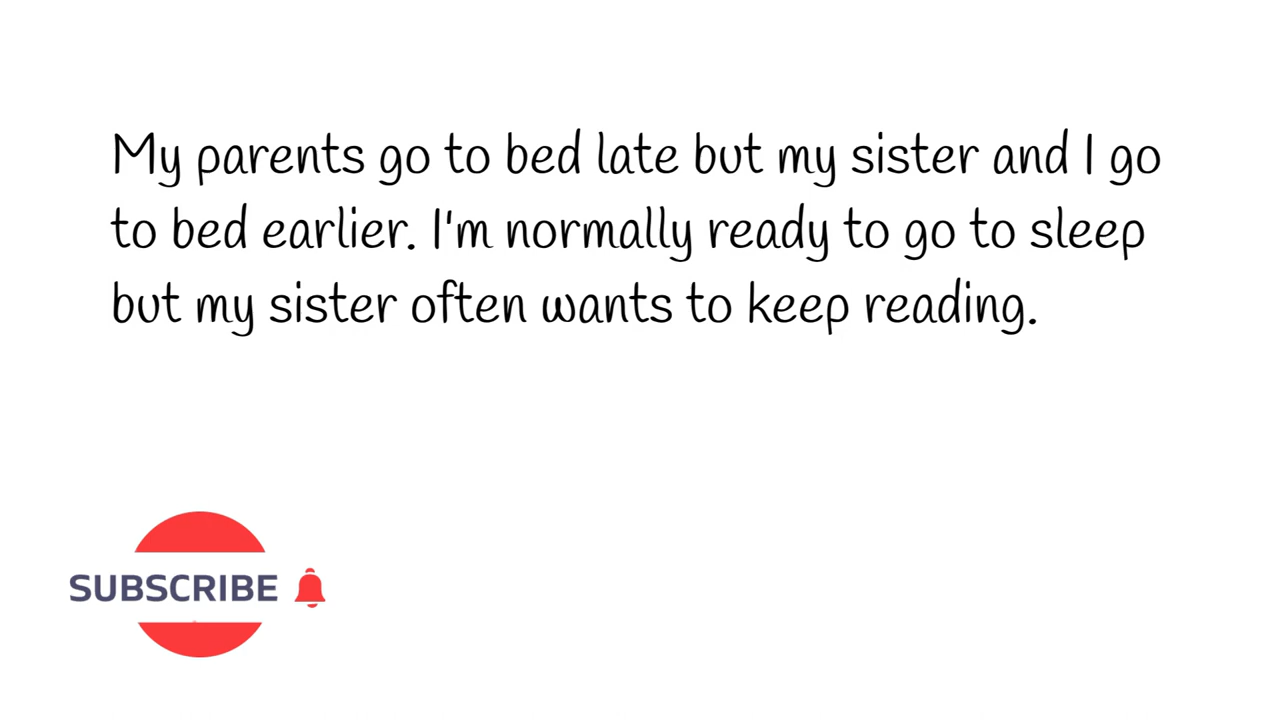 My parents go to bed late but my sister and I go
to bed earlier. I'm normally ready to go to sleep
but my sister often wants to keep reading.
SUBSCRIBE